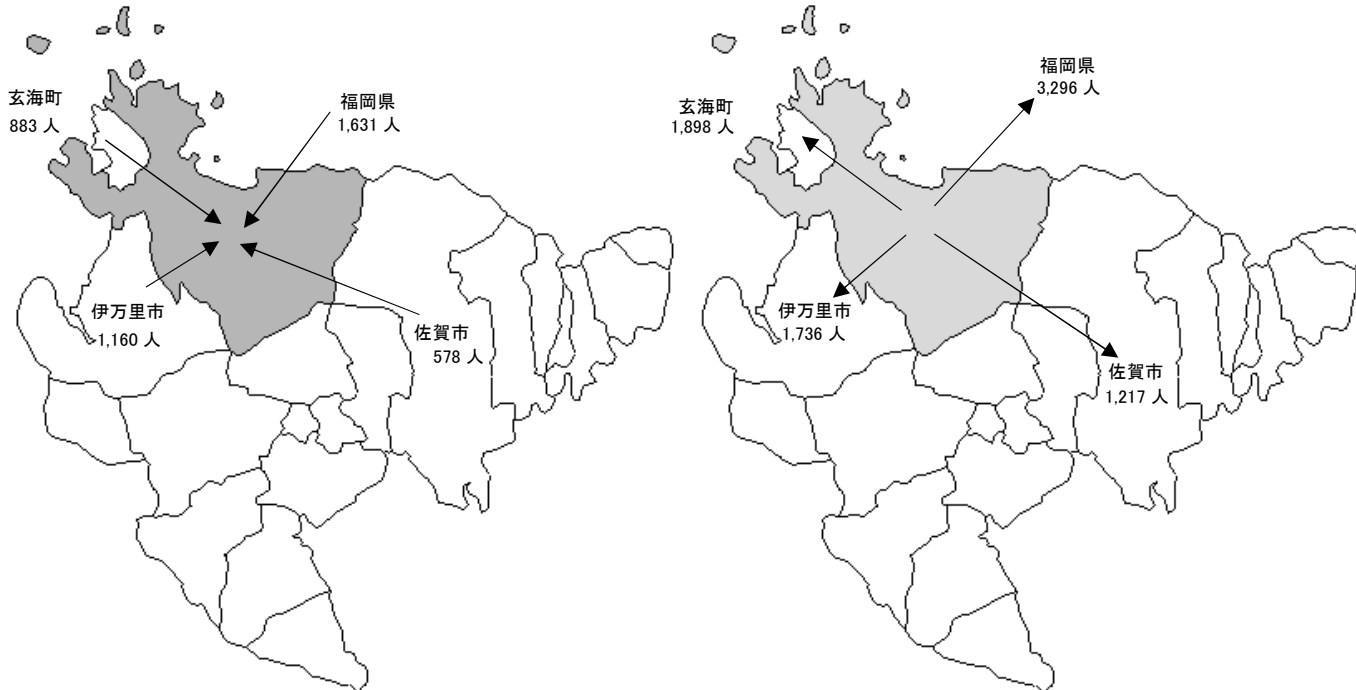 玄海町
883 人
福岡県
1,631 人
伊万里市
1,160 人
佐賀市
578 人
福岡県
3,296 人
玄海町
1,898 人
伊万里市
1,736 人
佐賀市
1,217 人